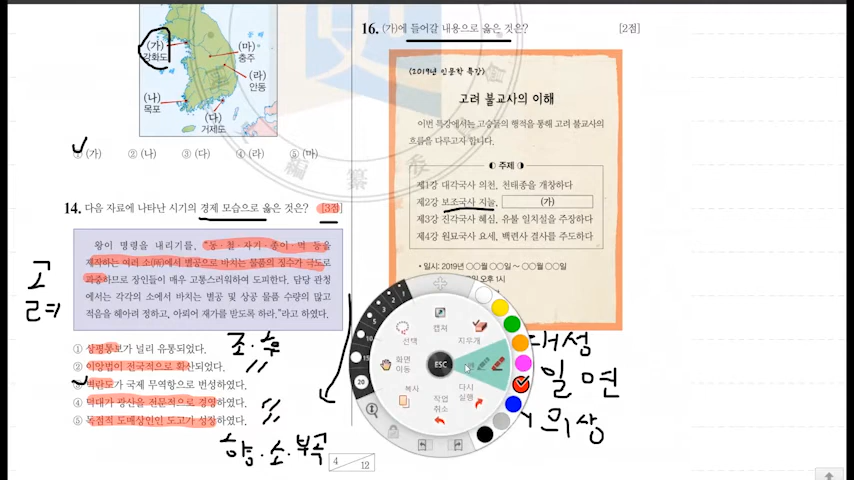 (가)
강화도
(마)
충주
(라)
안동
(나)
목포
(다)
거제도
① (가) ② (나) ③ (다) ④ (라) ⑤ (마)
14. 다음 자료에 나타난 시기의 경제 모습으로 옳은 것은? [3점]
왕이 명령을 내리기를, “동·철·자기·종이·먹 등을
제작하는 여러 소(所)에서 별공으로 바치는 물품의 징수가 극도로
과중하므로 장인들이 매우 고통스러워하여 도피한다. 담당 관청
에서는 각각의 소에서 바치는 별공 및 상공 물품 수량의 많고
적음을 헤아려 정하고, 아뢰어 재가를 받도록 하라.”라고 하였다.
고
려
① 상평통보가 널리 유통되었다.
② 이앙법이 전국적으로 확산되었다.
③ 벽란도가 국제 무역항으로 번성하였다.
④ 덕대가 광산을 전문적으로 경영하였다.
⑤ 독점적 도매상인인 도고가 성장하였다.
조·후
향·소·부곡
4
12
16. (가)에 들어갈 내용으로 옳은 것은? [2점]
(2019년 인문학 특강)
고려 불교사의 이해
이번 특강에서는 고승들의 행적을 통해 고려 불교사의
흐름을 다루고자 합니다.
주제
제1강 대각국사 의천, 천태종을 개창하다
제2강 보조국사 지눌, (가)
제3강 진각국사 혜심, 유불 일치설을 주장하다
제4강 원묘국사 요세, 백련사 결사를 주도하다
• 일시: 2019년 ○○월 ○○일 ~ ○○월 ○○일
오후 1시
캡쳐
지우개
선택
화면
이동
ESC
복사
다시
실행
작업
취소
1
2
3
5
10
15
20
일면
의상